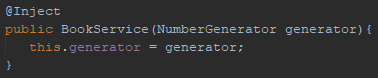 @Inject
public BookService(NumberGenerator generator){
    this.generator = generator;
}